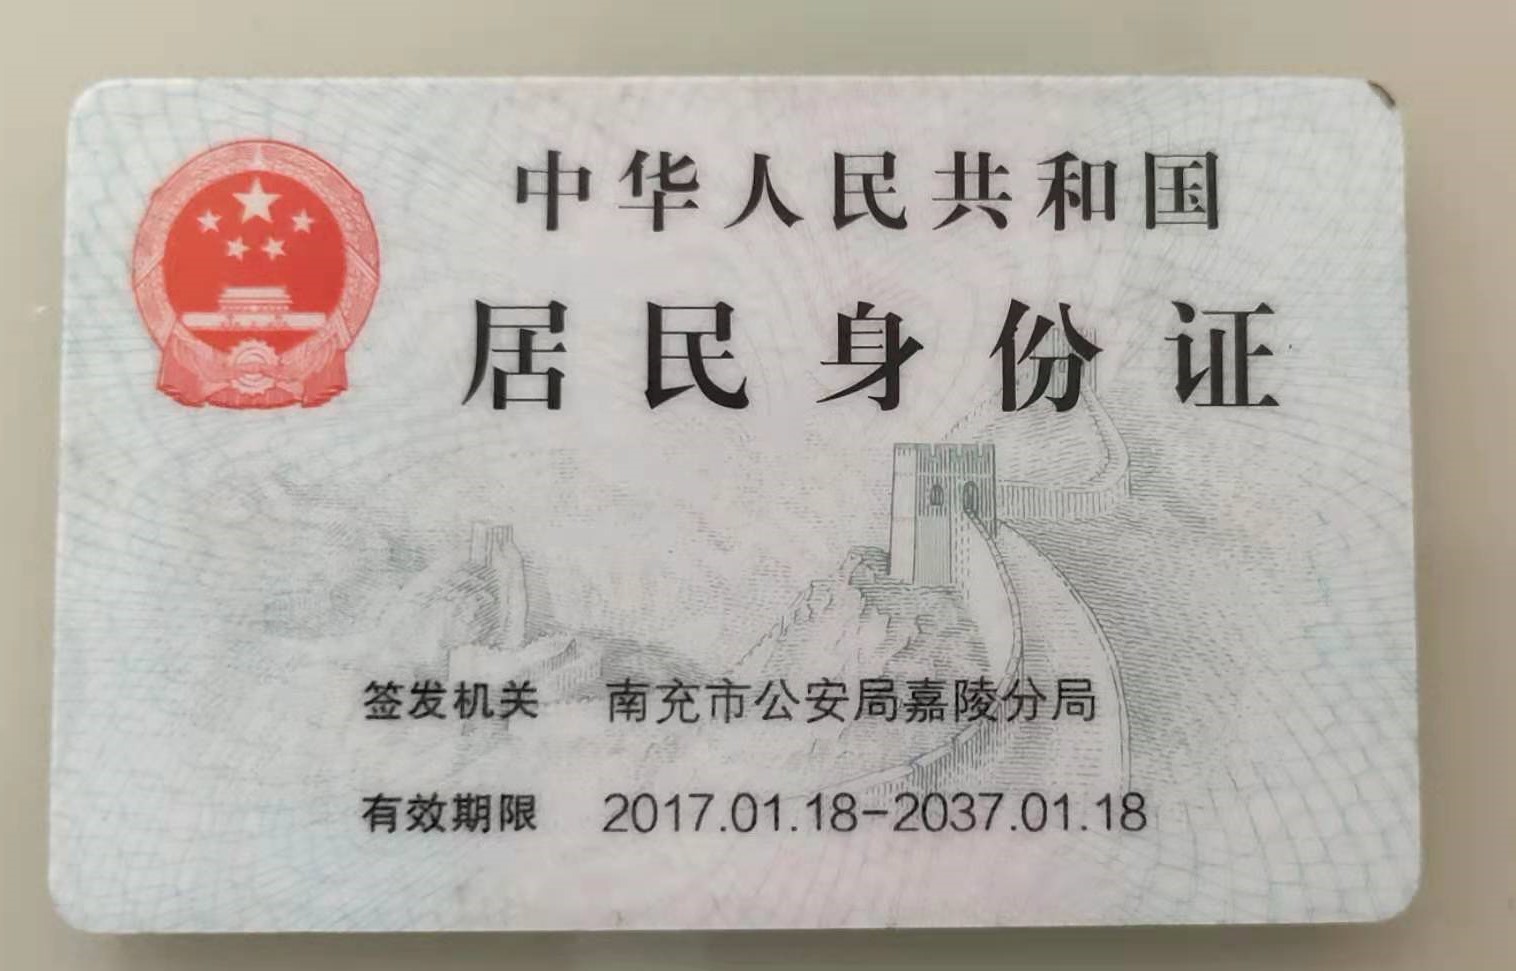 中华人民共和国
居民身份证
签发机关 南充市公安局嘉陵分局
有效期限 2017.01.18-2037.01.18